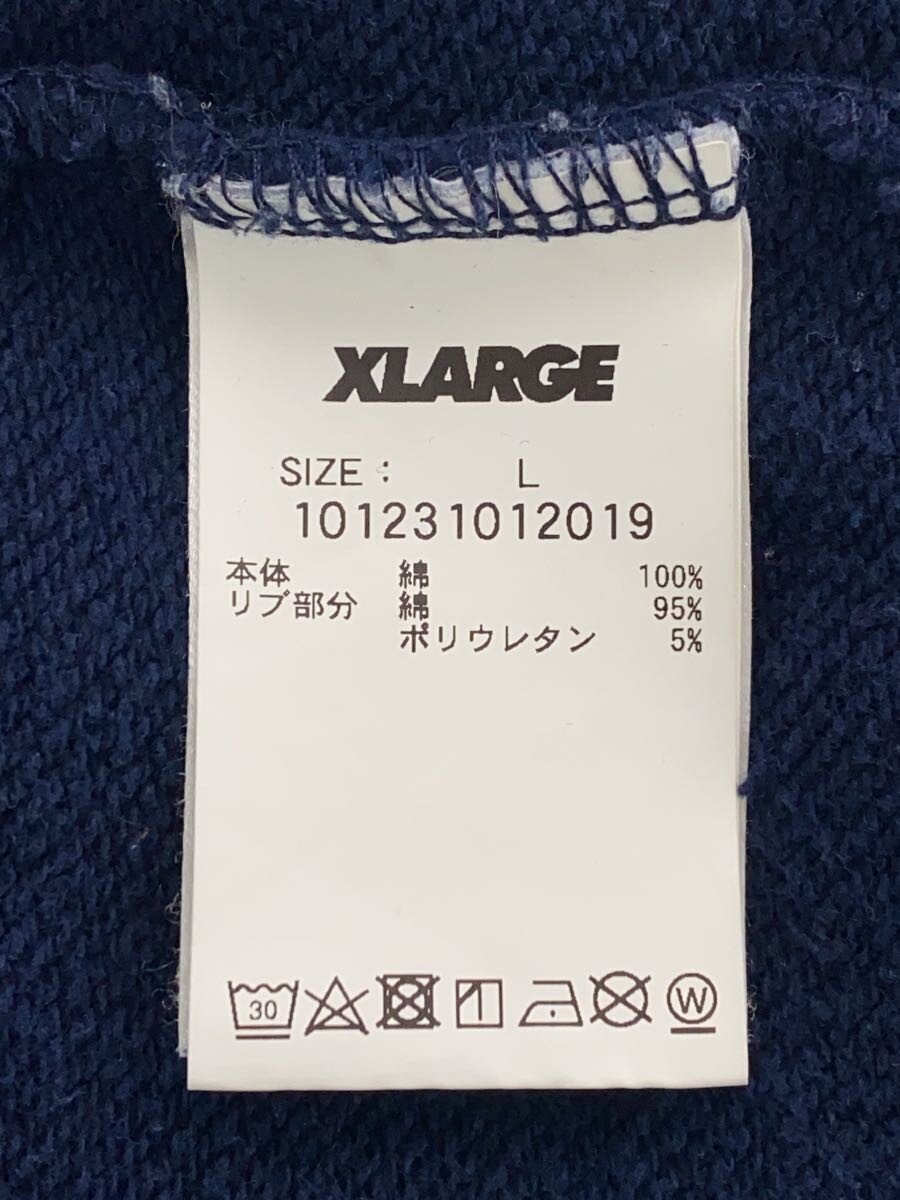 XLARGE
SIZE: L
101231012019
本体 綿 100%
リブ部分 綿 95%
ポリウレタン 5%
30
W